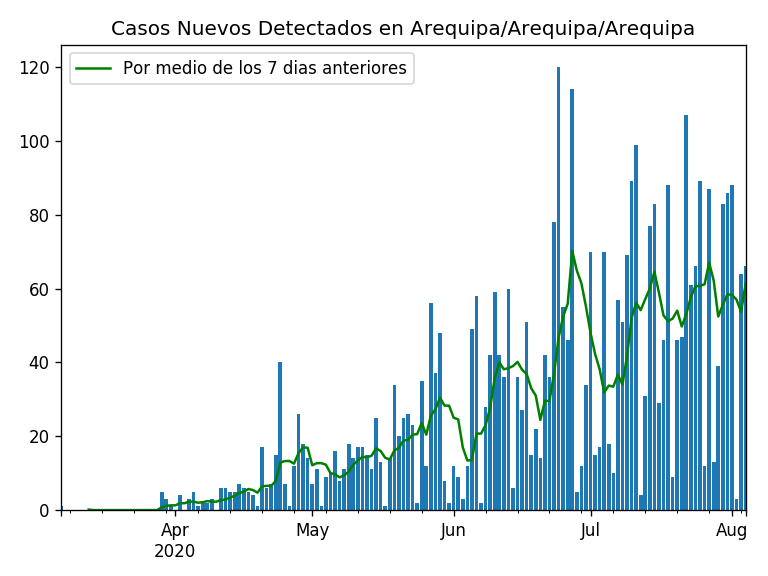 Casos Nuevos Detectados en Arequipa/Arequipa/Arequipa
Por medio de los 7 dias anteriores
120
100
80
60
40
20
0
Apr
2020
May
Jun
Jul
Aug